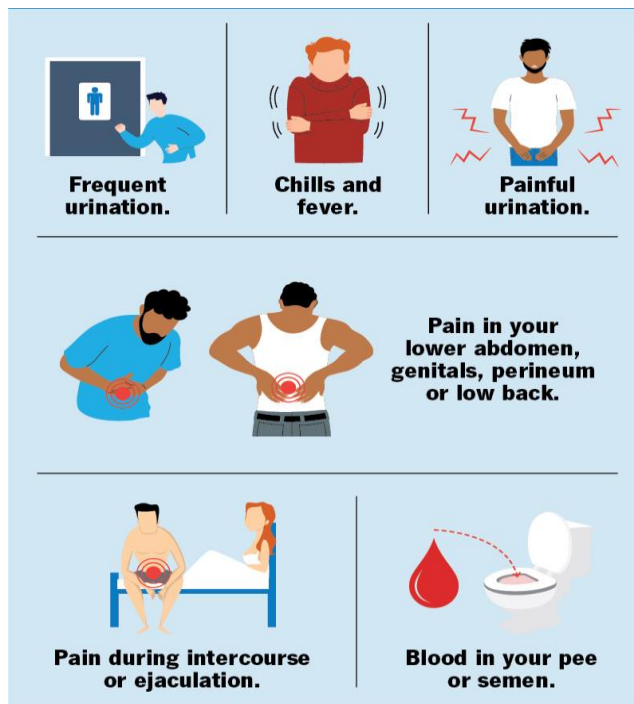 Frequent
urination.
Chills and
fever.
Painful
urination.
Pain in your
lower abdomen,
genitals, perineum
or low back.
Pain during intercourse
or ejaculation.
Blood in your pee
or semen.